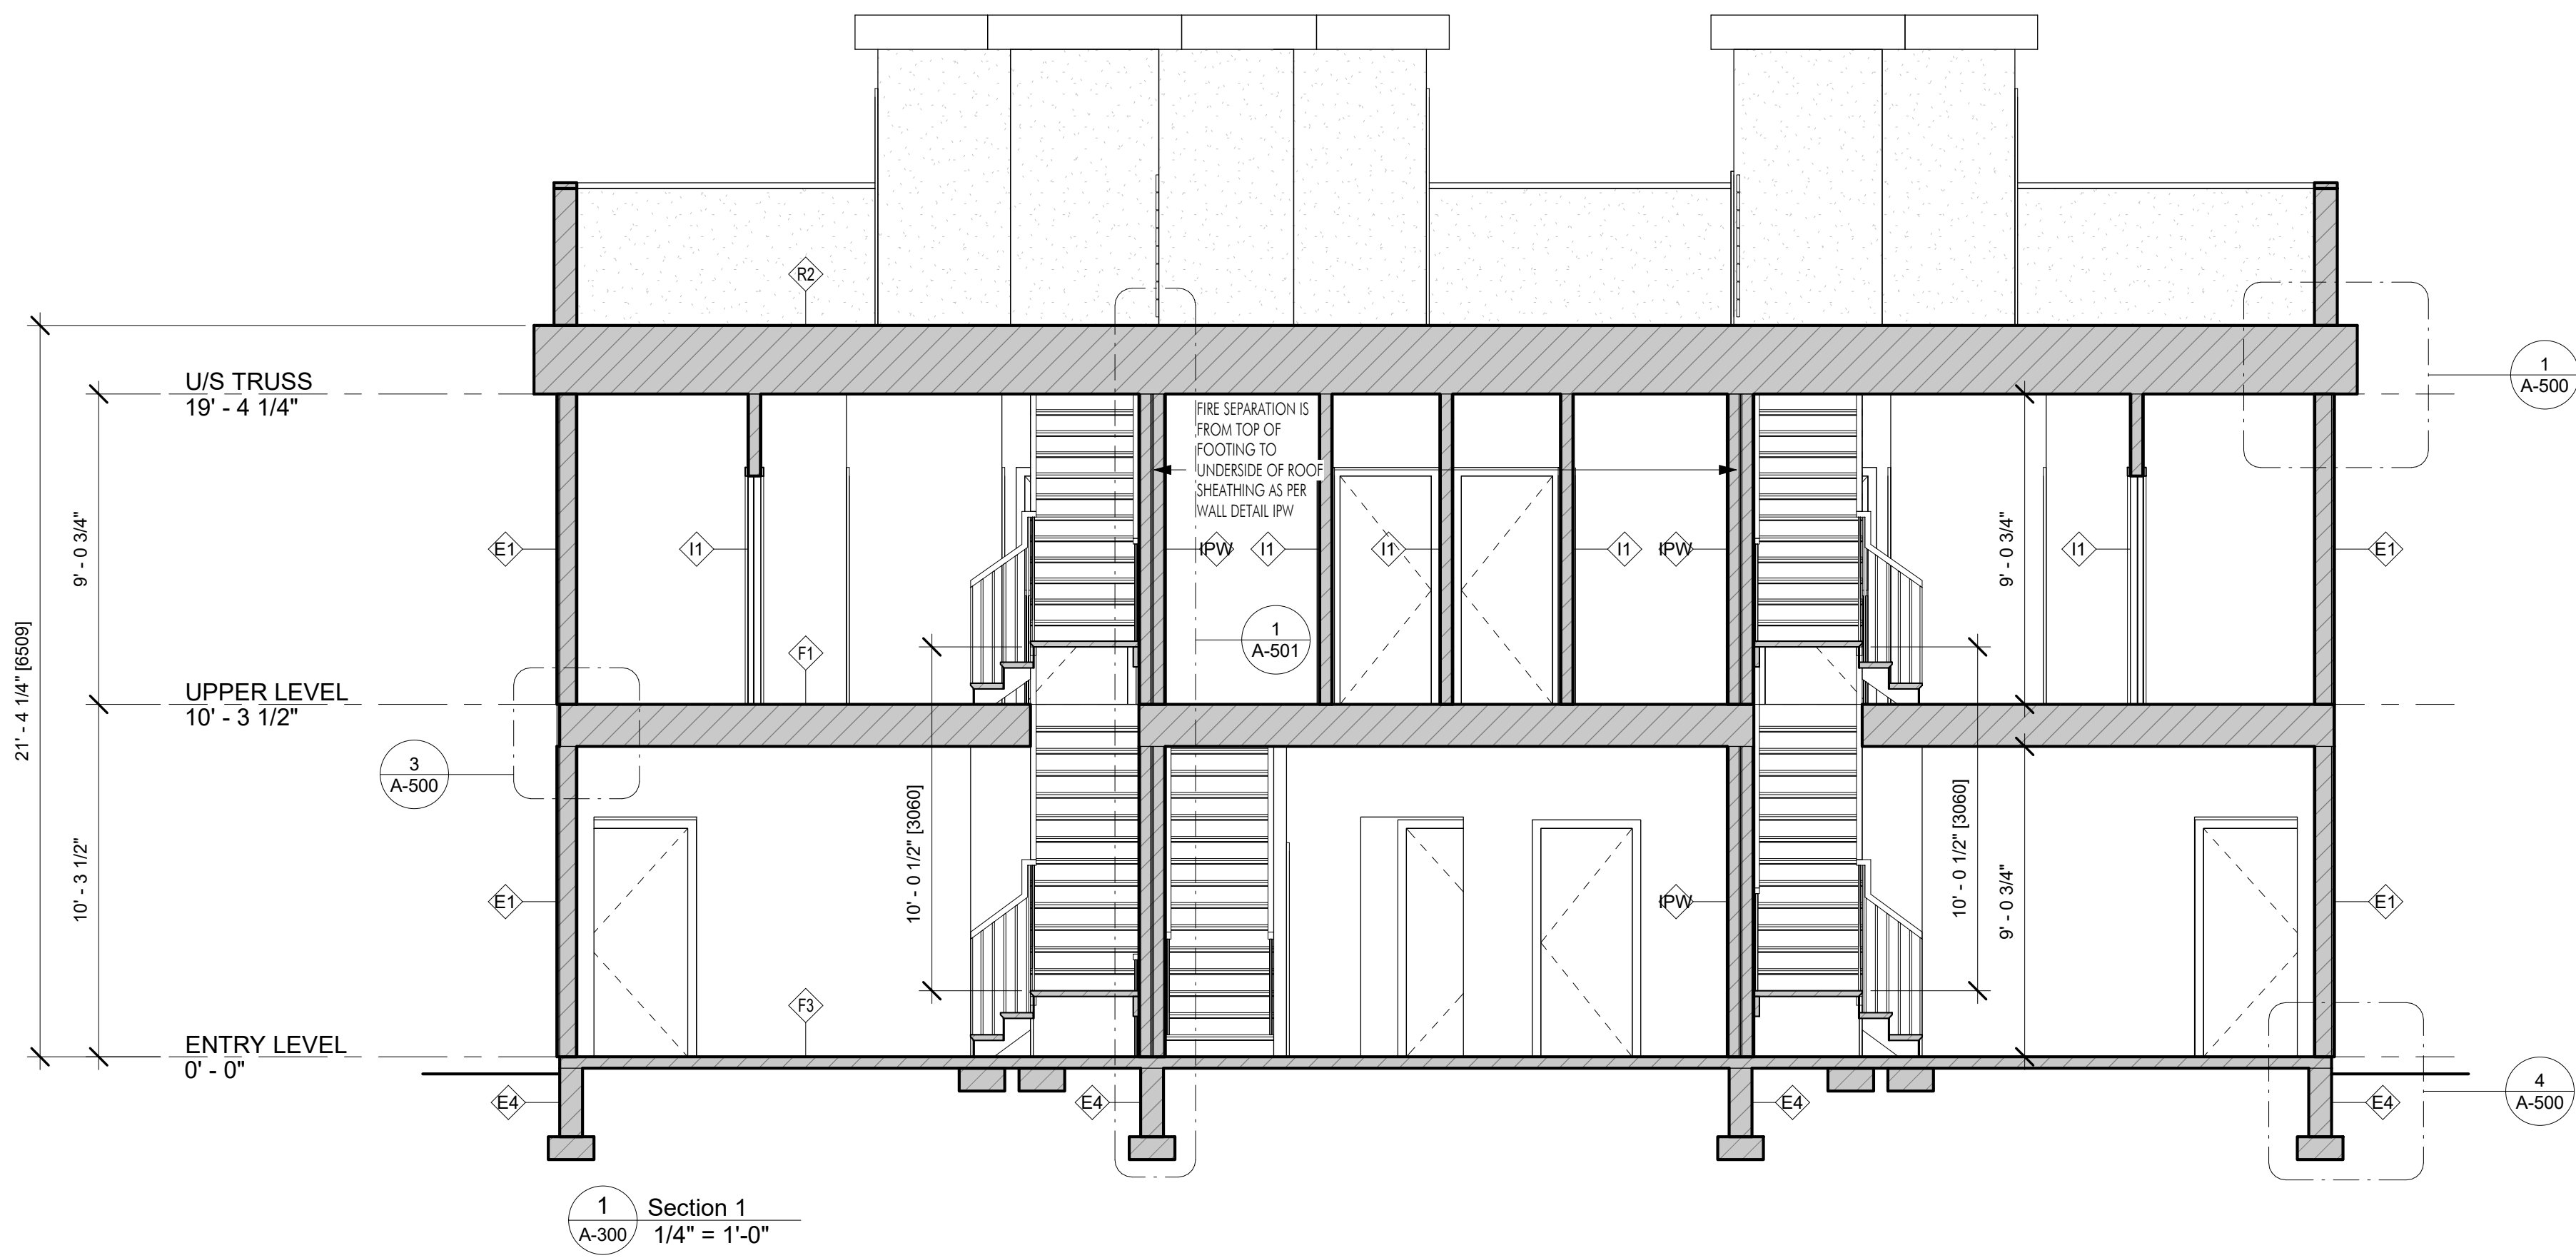 R2
U/S TRUSS
19' - 4 1/4"
FIRE SEPARATION IS
FROM TOP OF
FOOTING TO
UNDERSIDE OF ROOF
SHEATHING AS PER
WALL DETAIL IPW
1
A-500
21' - 4 1/4" [6509]
9' - 0 3/4"
E1
I1
IPW
I1
I1
I1
IPW
9' - 0 3/4"
I1
E1
F1
1
A-501
UPPER LEVEL
10' - 3 1/2"
3
A-500
10' - 3 1/2"
E1
10' - 0 1/2" [3060]
IPW
10' - 0 1/2" [3060]
9' - 0 3/4"
E1
F3
ENTRY LEVEL
0' - 0"
E4
E4
E4
E4
4
A-500
1
A-300
Section 1
1/4" = 1'-0"